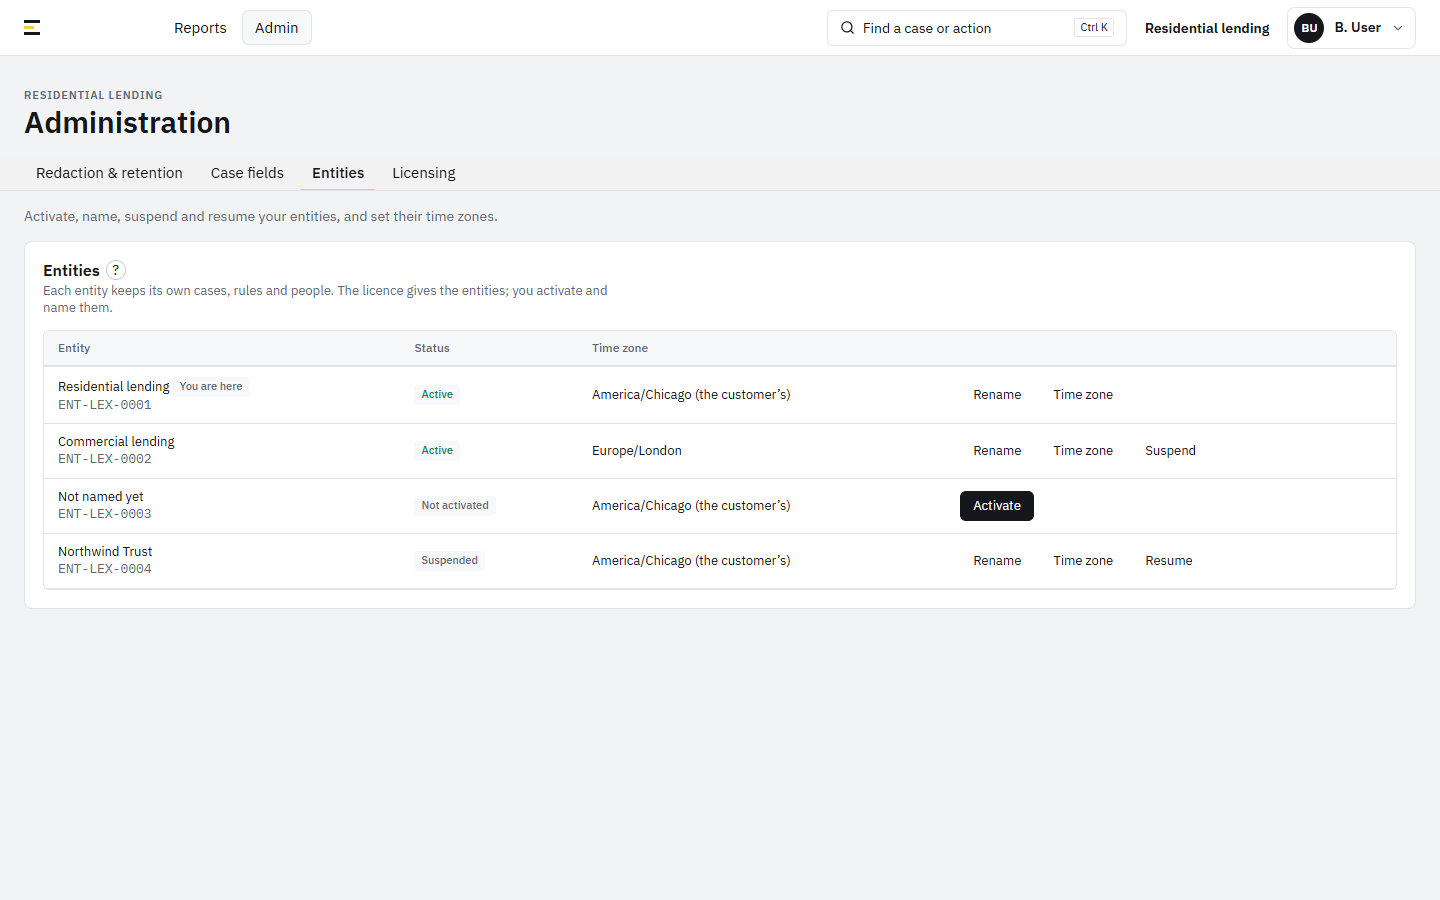 Reports
Admin
Find a case or action
Ctrl K
Residential lending
BU
B. User
RESIDENTIAL LENDING
Administration
Redaction & retention
Case fields
Entities
Licensing
Activate, name, suspend and resume your entities, and set their time zones.
Entities ?
Each entity keeps its own cases, rules and people. The licence gives the entities; you activate and
name them.
Entity Status Time zone
Residential lending You are here
ENT-LEX-0001
Active America/Chicago (the customer’s) Rename Time zone
Commercial lending
ENT-LEX-0002
Active Europe/London Rename Time zone Suspend
Not named yet
ENT-LEX-0003
Not activated America/Chicago (the customer’s) Activate
Northwind Trust
ENT-LEX-0004
Suspended America/Chicago (the customer’s) Rename Time zone Resume